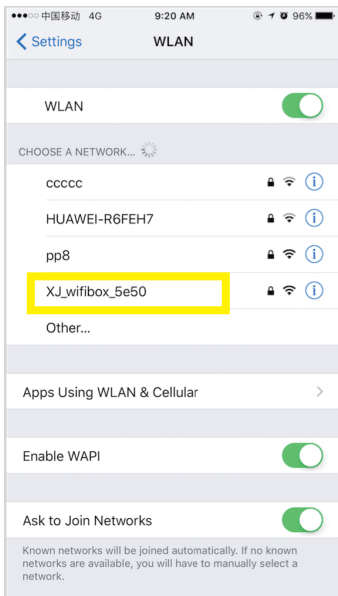 中国移动 4G 9:20 AM 96%
Settings WLAN
WLAN
CHOOSE A NETWORK...
ccccc
HUAWEI-R6FEH7
pp8
XJ_wifibox_5e50
Other...
Apps Using WLAN & Cellular
Enable WAPI
Ask to Join Networks
Known networks will be joined automatically. If no known
networks are available, you will have to manually select a
network.